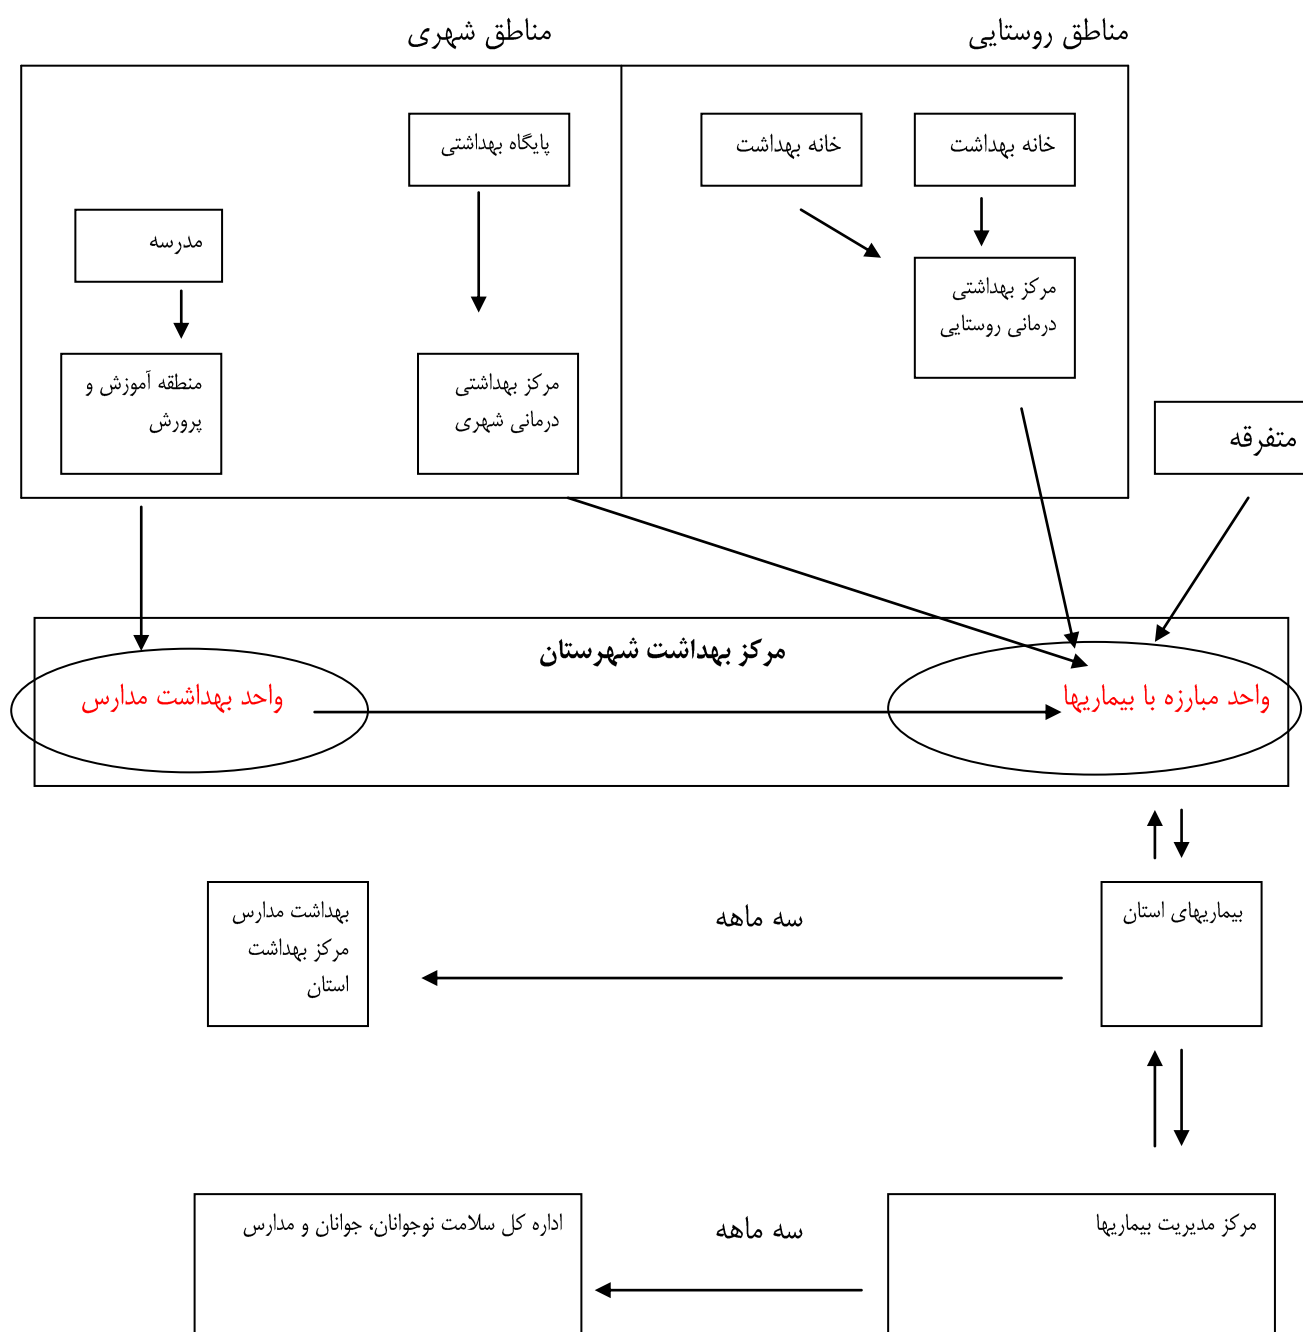 مناطق روستایی
مناطق شهری
خانه بهداشت
خانه بهداشت
پایگاه بهداشتی
مدرسه
مرکز بهداشتی
درمانی روستایی
مرکز بهداشتی
درمانی شهری
منطقه آموزش و
پرورش
متفرقه
مرکز بهداشت شهرستان
واحد مبارزه با بیماریها
واحد بهداشت مدارس
بیماریهای استان
سه ماهه
بهداشت مدارس
مرکز بهداشت
استان
مرکز مدیریت بیماریها
سه ماهه
اداره کل سلامت نوجوانان، جوانان و مدارس